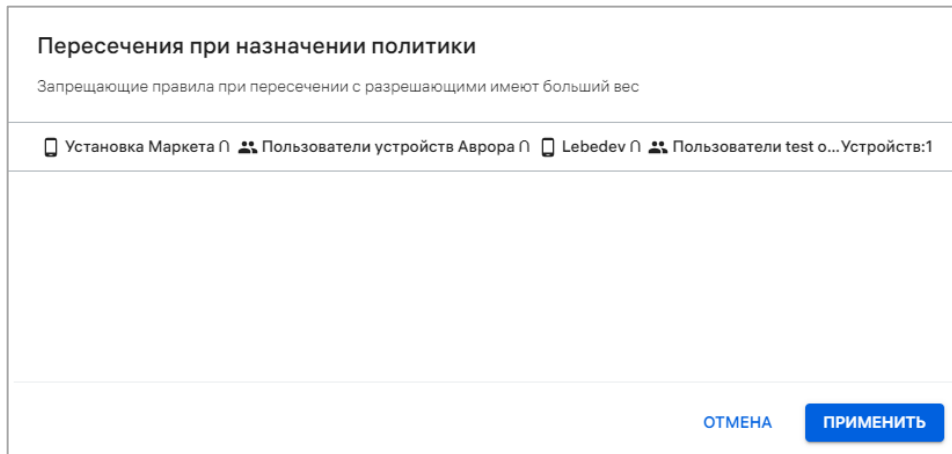 Пересечения при назначении политики
Запрещающие правила при пересечении с разрешающими имеют больший вес
Установка Маркета ∩ Пользователи устройств Аврора ∩ Lebedev ∩ Пользователи test o...Устройств:1
ОТМЕНА ПРИМЕНИТЬ